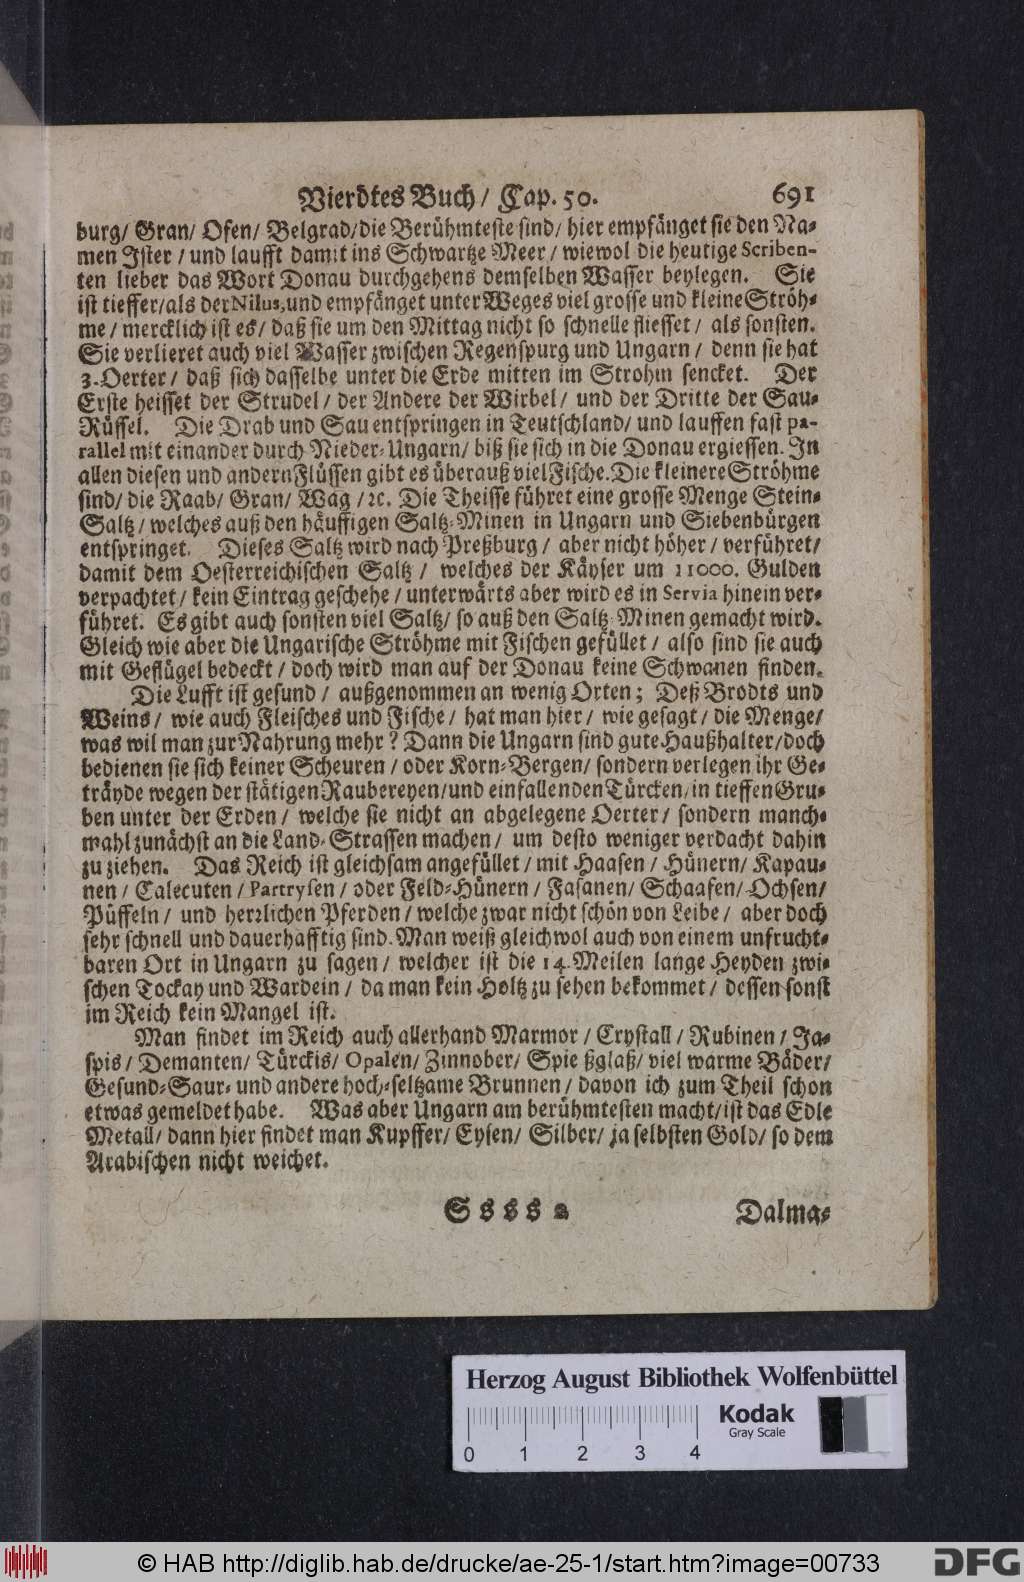 Vierdtes Buch / Cap. 50. 691
burg/ Gran/ Ofen/ Belgrad/die Berühmteste sind/ hier empfänget sie den Na-
men Ister / und laufft damit ins Schwartze Meer / wiewol die heutige Scriben-
ten lieber das Wort Donau durchgehens demselben Wasser beylegen. Sie
ist tieffer/als der Nilus, und empfänget unter Weges viel grosse und kleine Ströh-
me / mercklich ist es/ daß sie um den Mittag nicht so schnelle fliesset / als sonsten.
Sie verlieret auch viel Wasser zwischen Regenspurg und Ungarn / denn sie hat
3. Oerter / daß sich dasselbe unter die Erde mitten im Strohm sencket. Der
Erste heisset der Strudel / der Andere der Wirbel / und der Dritte der Sau-
Rüssel. Die Drab und Sau entspringen in Teutschland/ und lauffen fast pa-
rallel mit einander durch Nieder-Ungarn/ biß sie sich in die Donau ergiessen. In
allen diesen und andern Flüssen gibt es überauß viel Fische. Die kleinere Ströhme
sind/ die Raab/ Gran/ Wag / ꝛc. Die Theisse führet eine grosse Menge Stein-
Saltz / welches auß den häuffigen Saltz-Minen in Ungarn und Siebenbürgen
entspringet. Dieses Saltz wird nach Preßburg / aber nicht höher / verführet/
damit dem Oesterreichischen Saltz / welches der Käyser um 11000. Gulden
verpachtet / kein Eintrag geschehe / unterwärts aber wird es in Servia hinein ver-
führet. Es gibt auch sonsten viel Saltz/ so auß den Saltz-Minen gemacht wird.
Gleich wie aber die Ungarische Ströhme mit Fischen gefüllet / also sind sie auch
mit Geflügel bedeckt / doch wird man auf der Donau keine Schwanen finden.
Die Lufft ist gesund / außgenommen an wenig Orten; Deß Brodts und
Weins / wie auch Fleisches und Fische / hat man hier / wie gesagt / die Menge/
was wil man zur Nahrung mehr? Dann die Ungarn sind gute Haußhalter/doch
bedienen sie sich keiner Scheuren / oder Korn-Bergen/ sondern verlegen ihr Ge-
träyde wegen der stätigen Raubereyen/und einfallenden Türcken/in tieffen Gru-
ben unter der Erden / welche sie nicht an abgelegene Oerter / sondern manch-
mahl zunächst an die Land-Strassen machen / um desto weniger verdacht dahin
zu ziehen. Das Reich ist gleichsam angefüllet / mit Haasen / Hünern/ Kapau-
nen / Calecuten / Partrysen / oder Feld-Hünern / Fasanen/ Schaafen/ Ochsen/
Püffeln / und herrlichen Pferden / welche zwar nicht schön von Leibe / aber doch
sehr schnell und dauerhafftig sind. Man weiß gleichwol auch von einem unfrucht-
baren Ort in Ungarn zu sagen / welcher ist die 14. Meilen lange Heyden zwi-
schen Tockay und Wardein / da man kein Holtz zu sehen bekommet / dessen sonst
im Reich kein Mangel ist.
Man findet im Reich auch allerhand Marmor / Crystall / Rubinen / Ja-
spis / Demanten/ Türckis/ Opalen/ Zinnober/ Spie ßglaß/ viel warme Bäder/
Gesund-Saur- und andere hoch-seltzame Brunnen / davon ich zum Theil schon
etwas gemeldet habe. Was aber Ungarn am berühmtesten macht/ist das Edle
Metall/ dann hier findet man Kupffer/ Eysen/ Silber/ ja selbsten Gold/ so dem
Arabischen nicht weichet.
S s s s 2 Dalma-
Herzog August Bibliothek Wolfenbüttel
Kodak
Gray Scale
0 1 2 3 4
© HAB http://diglib.hab.de/drucke/ae-25-1/start.htm?image=00733
DFG